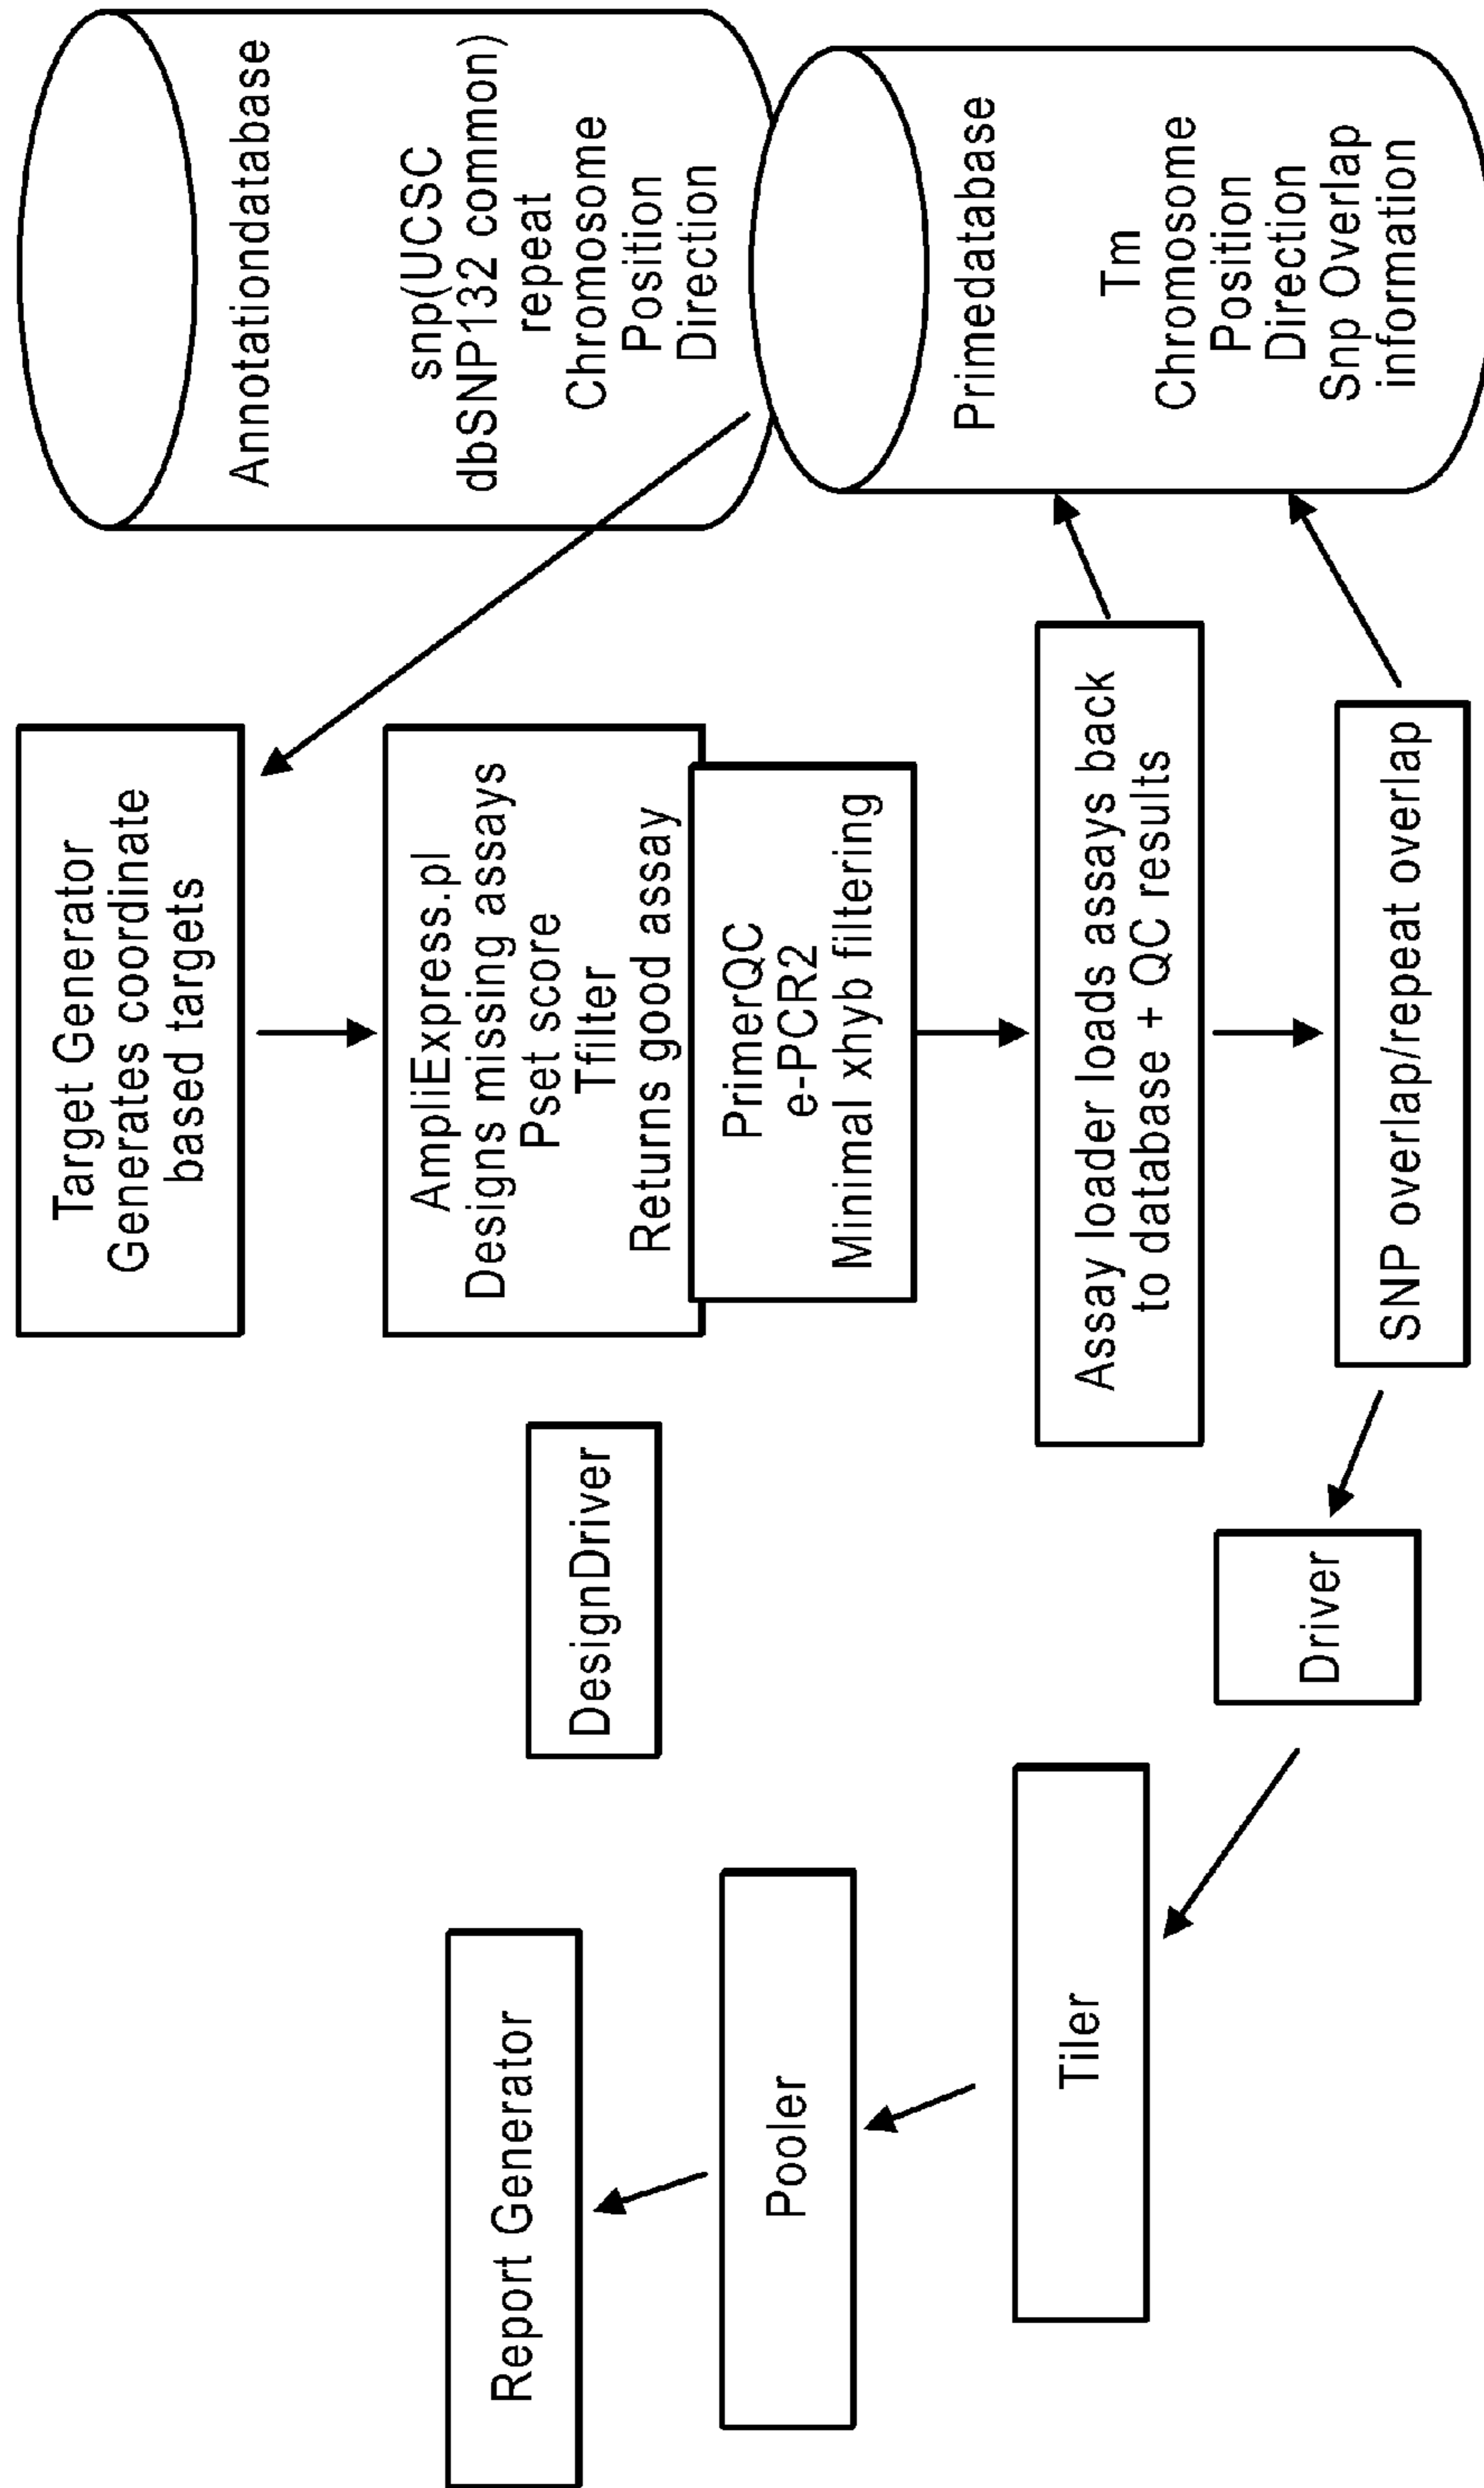 Annotationdatabase
snp(UCSC
dbSNP132 common)
repeat
Chromosome
Position
Direction
Primedatabase
Tm
Chromosome
Position
Direction
Snp Overlap
information
Target Generator
Generates coordinate
based targets
AmpliExpress.pl
Designs missing assays
Pset score
Tfilter
Returns good assay
PrimerQC
e-PCR2
Minimal xhyb filtering
Assay loader loads assays back
to database + QC results
SNP overlap/repeat overlap
DesignDriver
Driver
Tiler
Pooler
Report Generator